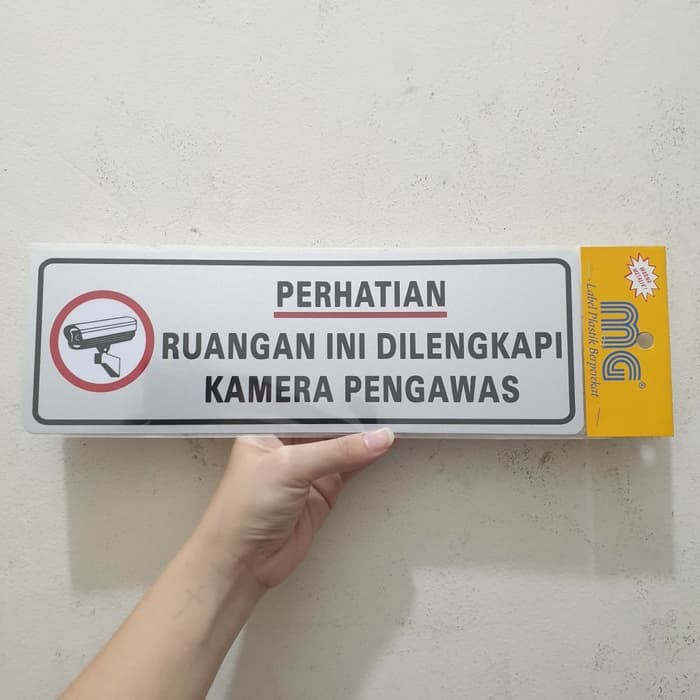 PERHATIAN
RUANGAN INI DILENGKAPI
KAMERA PENGAWAS
MG®
Label Plastik Berperekat